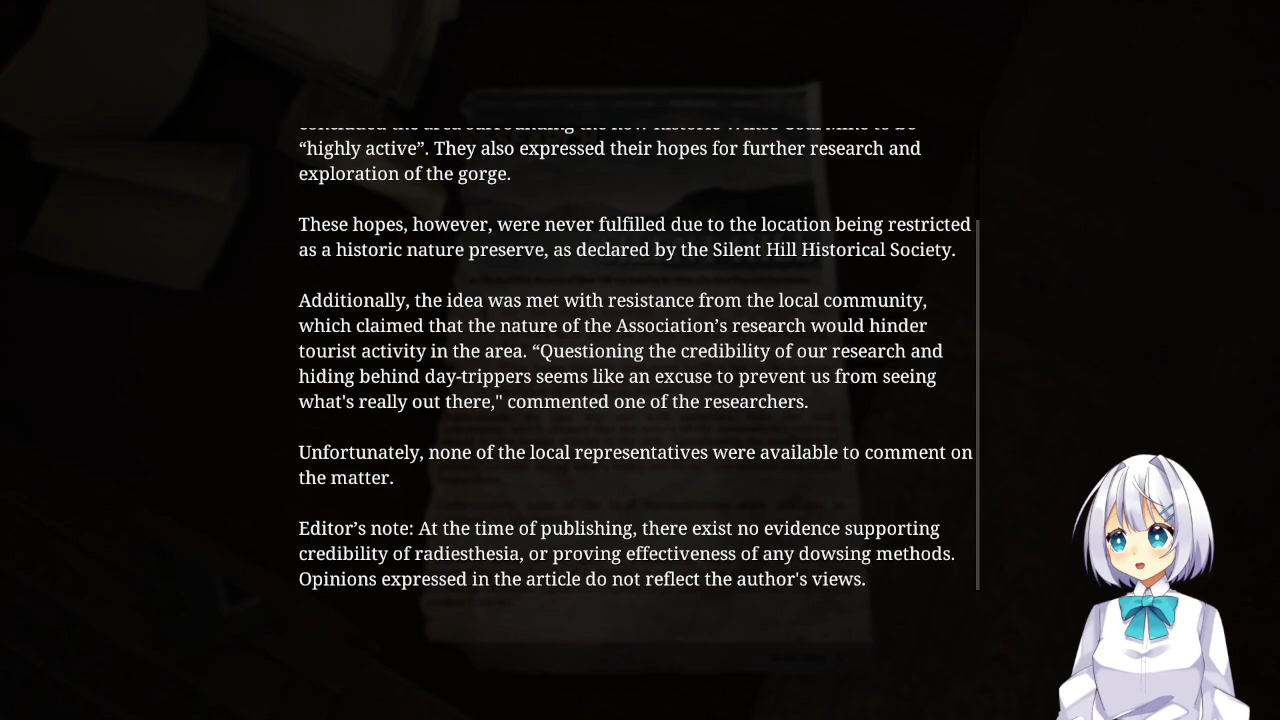 “highly active”. They also expressed their hopes for further research and
exploration of the gorge.
These hopes, however, were never fulfilled due to the location being restricted
as a historic nature preserve, as declared by the Silent Hill Historical Society.
Additionally, the idea was met with resistance from the local community,
which claimed that the nature of the Association’s research would hinder
tourist activity in the area. “Questioning the credibility of our research and
hiding behind day-trippers seems like an excuse to prevent us from seeing
what's really out there," commented one of the researchers.
Unfortunately, none of the local representatives were available to comment on
the matter.
Editor’s note: At the time of publishing, there exist no evidence supporting
credibility of radiesthesia, or proving effectiveness of any dowsing methods.
Opinions expressed in the article do not reflect the author's views.